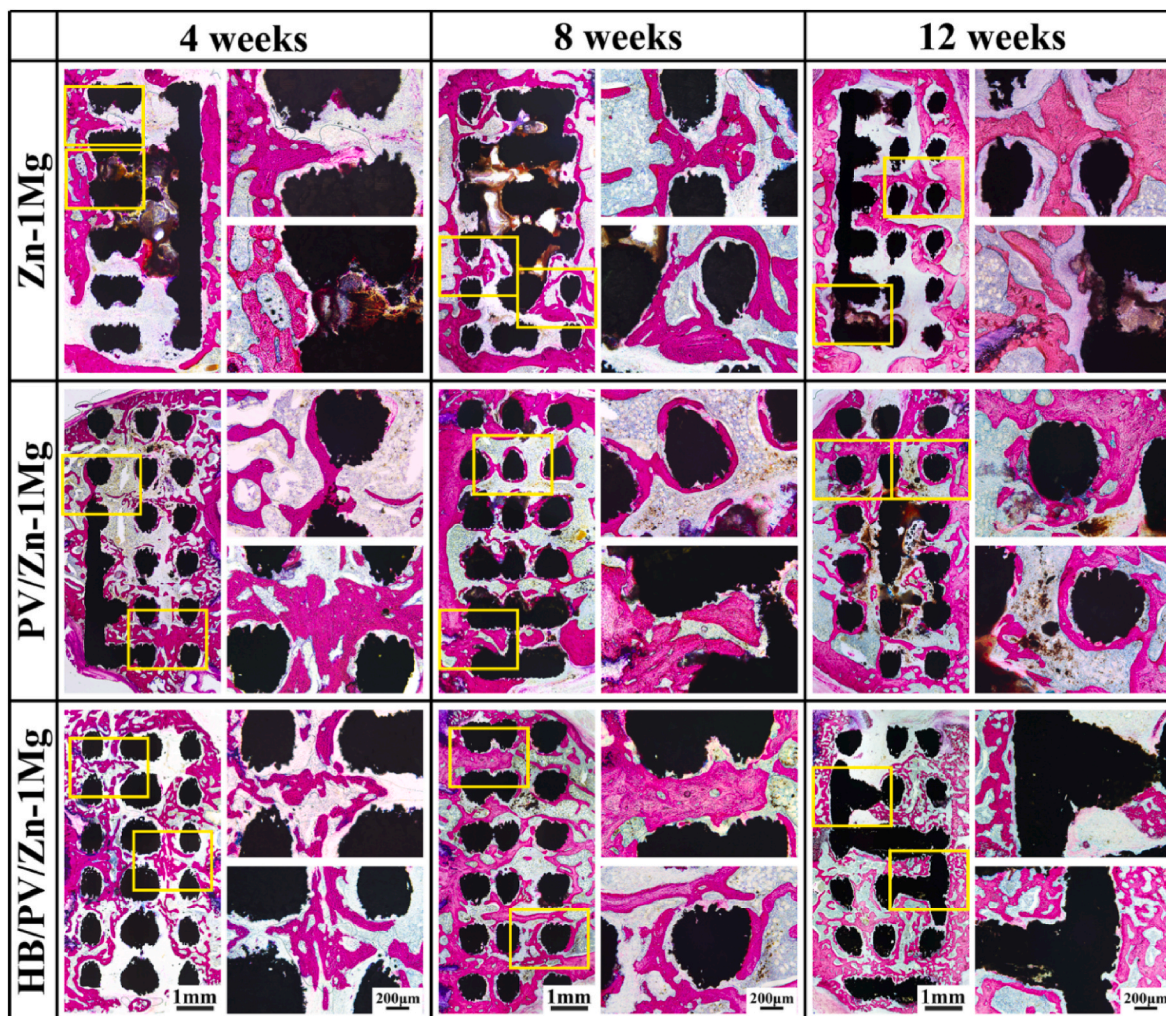 4 weeks
8 weeks
12 weeks
Zn-1Mg
PV/Zn-1Mg
HB/PV/Zn-1Mg
1mm
200μm
1mm
200μm
1mm
200μm